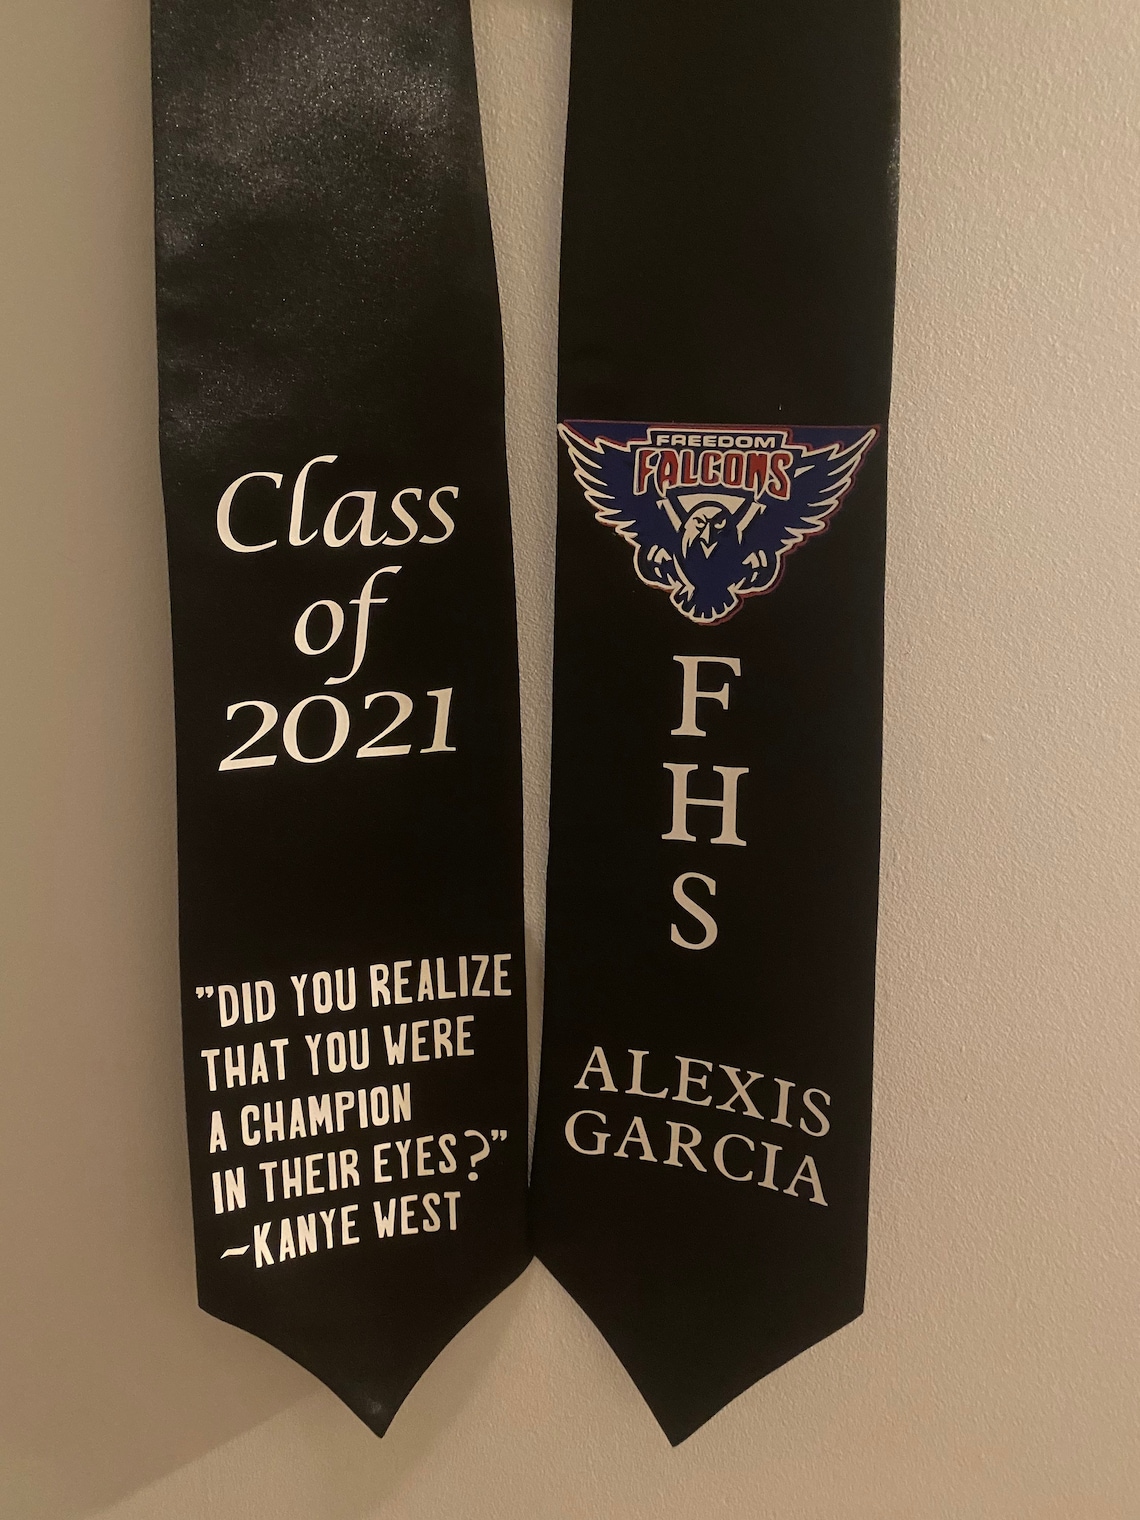 Class
of
2021
"DID YOU REALIZE
THAT YOU WERE
A CHAMPION
IN THEIR EYES?"
~KANYE WEST
FREEDOM
FALCONS
F
H
S
ALEXIS
GARCIA